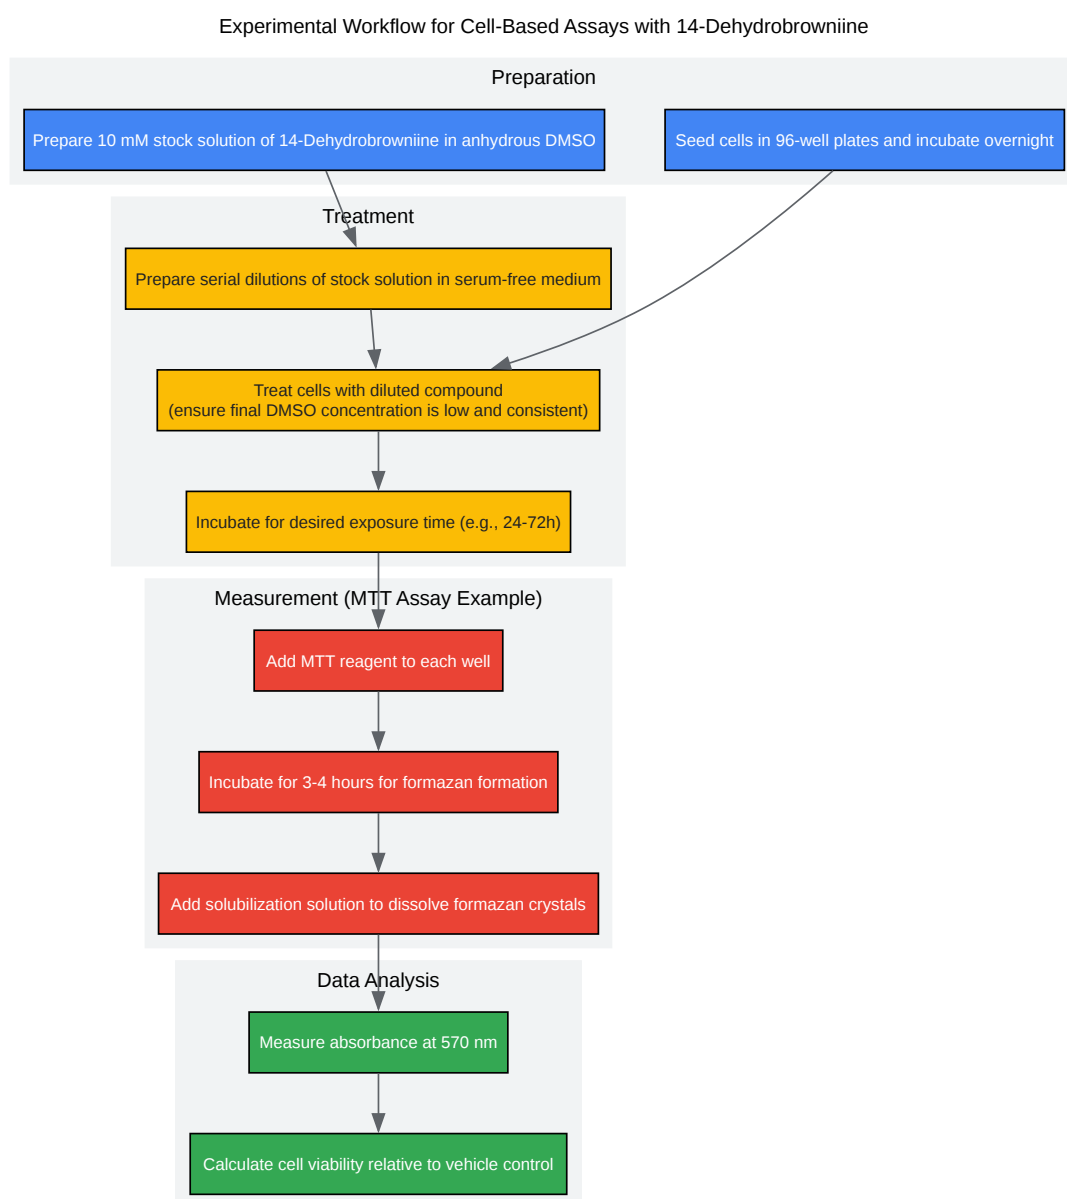 Experimental Workflow for Cell-Based Assays with 14-Dehydrobrowniine
Preparation
Prepare 10 mM stock solution of 14-Dehydrobrowniine in anhydrous DMSO
Seed cells in 96-well plates and incubate overnight
Treatment
Prepare serial dilutions of stock solution in serum-free medium
Treat cells with diluted compound
(ensure final DMSO concentration is low and consistent)
Incubate for desired exposure time (e.g., 24-72h)
Measurement (MTT Assay Example)
Add MTT reagent to each well
Incubate for 3-4 hours for formazan formation
Add solubilization solution to dissolve formazan crystals
Data Analysis
Measure absorbance at 570 nm
Calculate cell viability relative to vehicle control